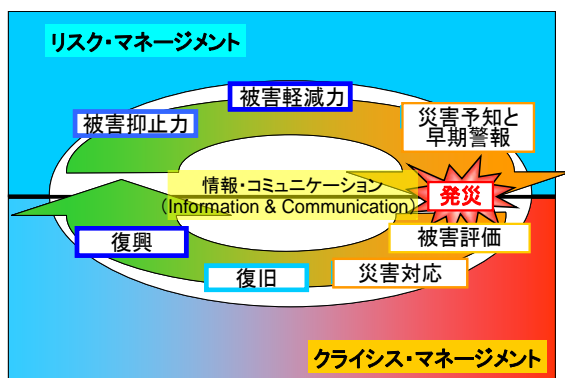 リスク・マネージメント
被害軽減力
被害抑止力
災害予知と
早期警報
情報・コミュニケーション
(Information & Communication)
発災
被害評価
復興
復旧
災害対応
クライシス・マネージメント